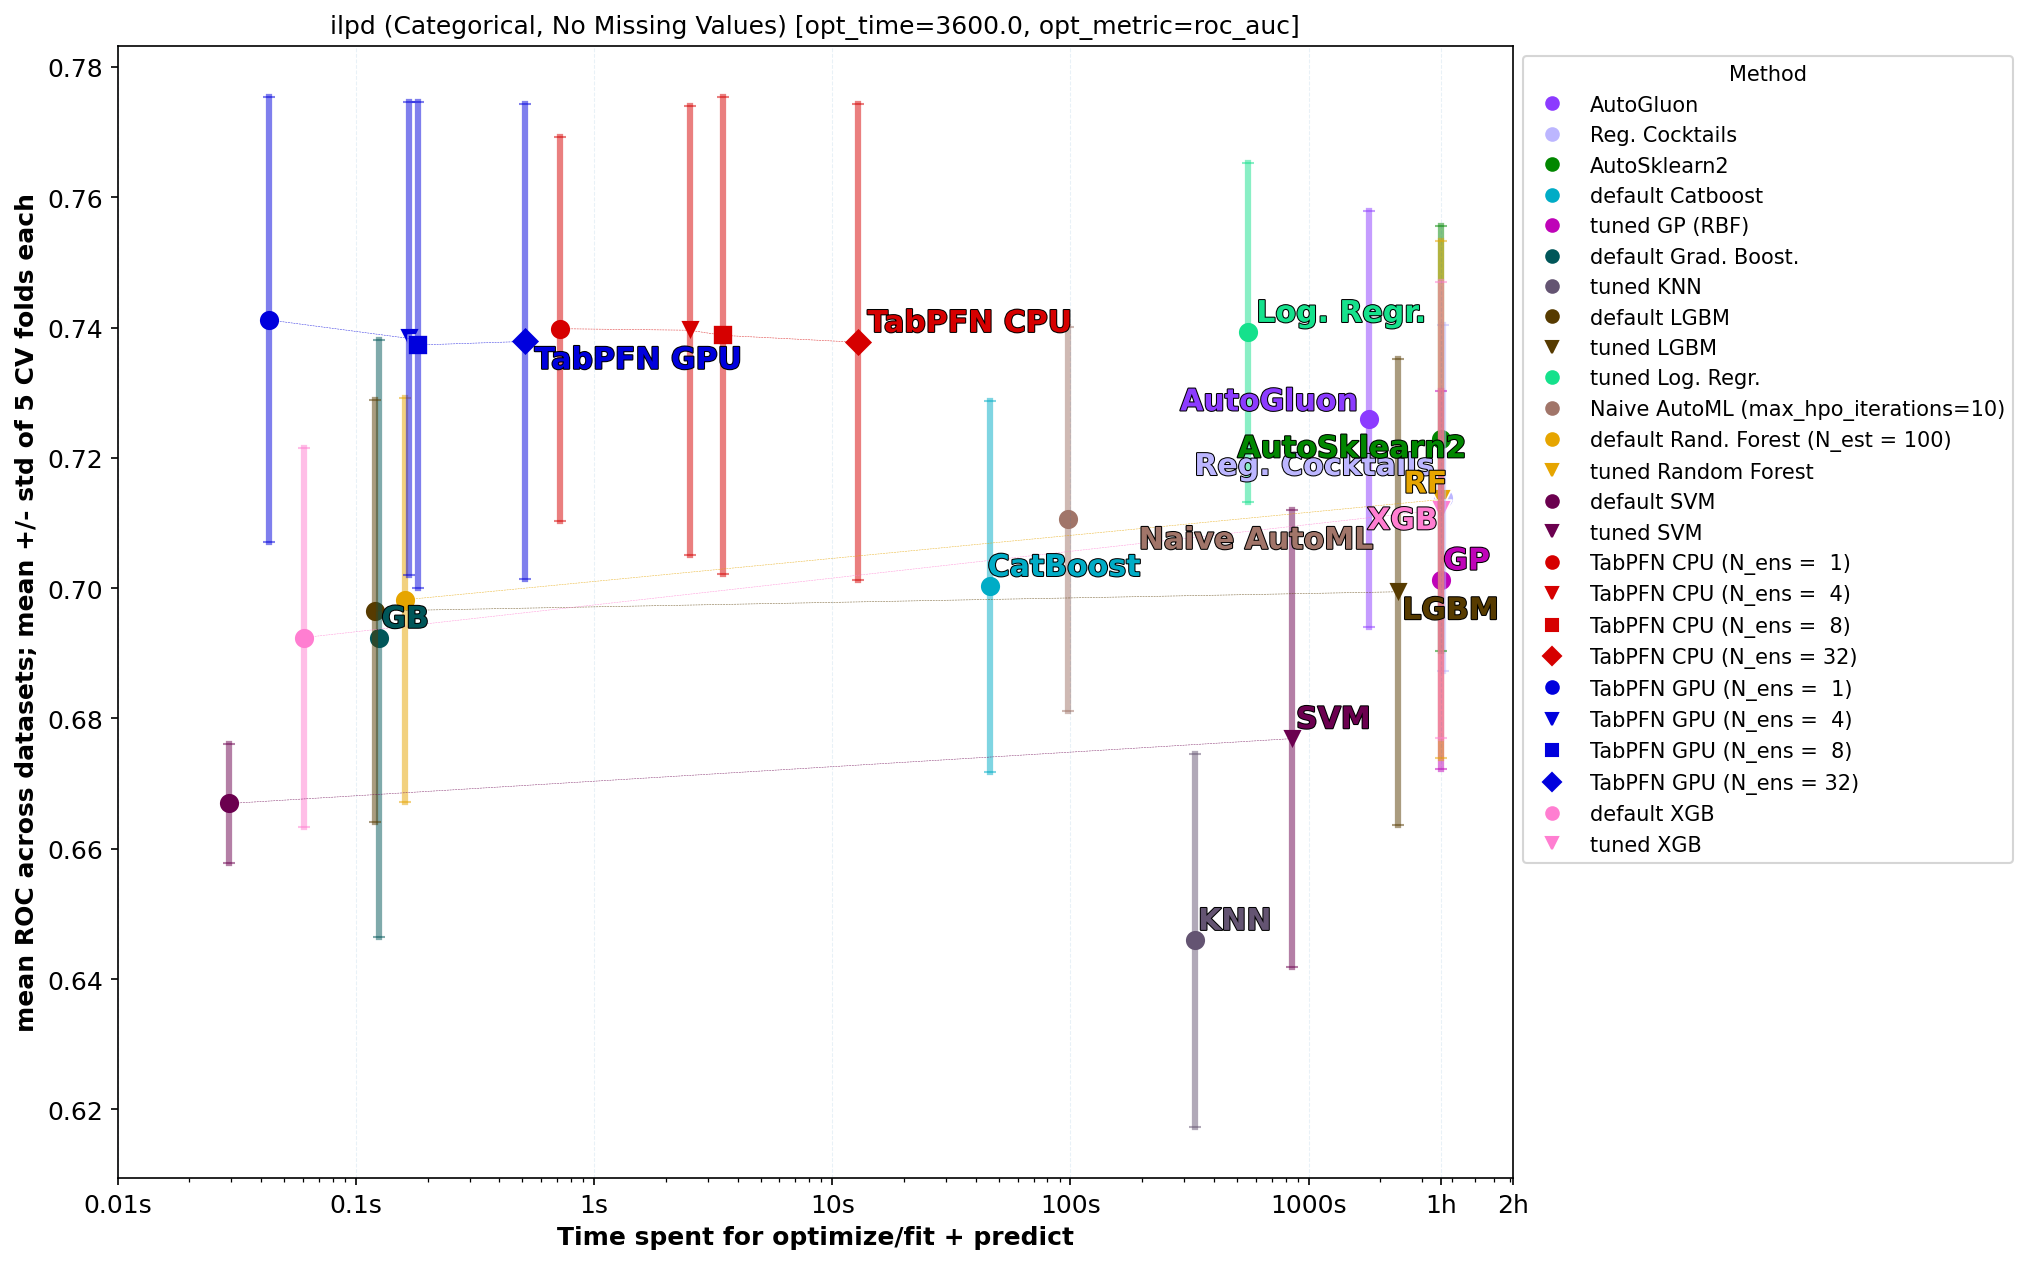 ilpd (Categorical, No Missing Values) [opt_time=3600.0, opt_metric=roc_auc]
mean ROC across datasets; mean +/- std of 5 CV folds each
0.78
0.76
0.74
0.72
0.70
0.68
0.66
0.64
0.62
Log. Regr.
TabPFN CPU
TabPFN GPU
AutoGluon
AutoSklearn2
Reg. Cocktails
RF
XGB
Naive AutoML
GP
CatBoost
LGBM
GB
SVM
KNN
0.01s
0.1s
1s
10s
100s
1000s
1h
2h
Time spent for optimize/fit + predict
Method
AutoGluon
Reg. Cocktails
AutoSklearn2
default Catboost
tuned GP (RBF)
default Grad. Boost.
tuned KNN
default LGBM
tuned LGBM
tuned Log. Regr.
Naive AutoML (max_hpo_iterations=10)
default Rand. Forest (N_est = 100)
tuned Random Forest
default SVM
tuned SVM
TabPFN CPU (N_ens =  1)
TabPFN CPU (N_ens =  4)
TabPFN CPU (N_ens =  8)
TabPFN CPU (N_ens = 32)
TabPFN GPU (N_ens =  1)
TabPFN GPU (N_ens =  4)
TabPFN GPU (N_ens =  8)
TabPFN GPU (N_ens = 32)
default XGB
tuned XGB